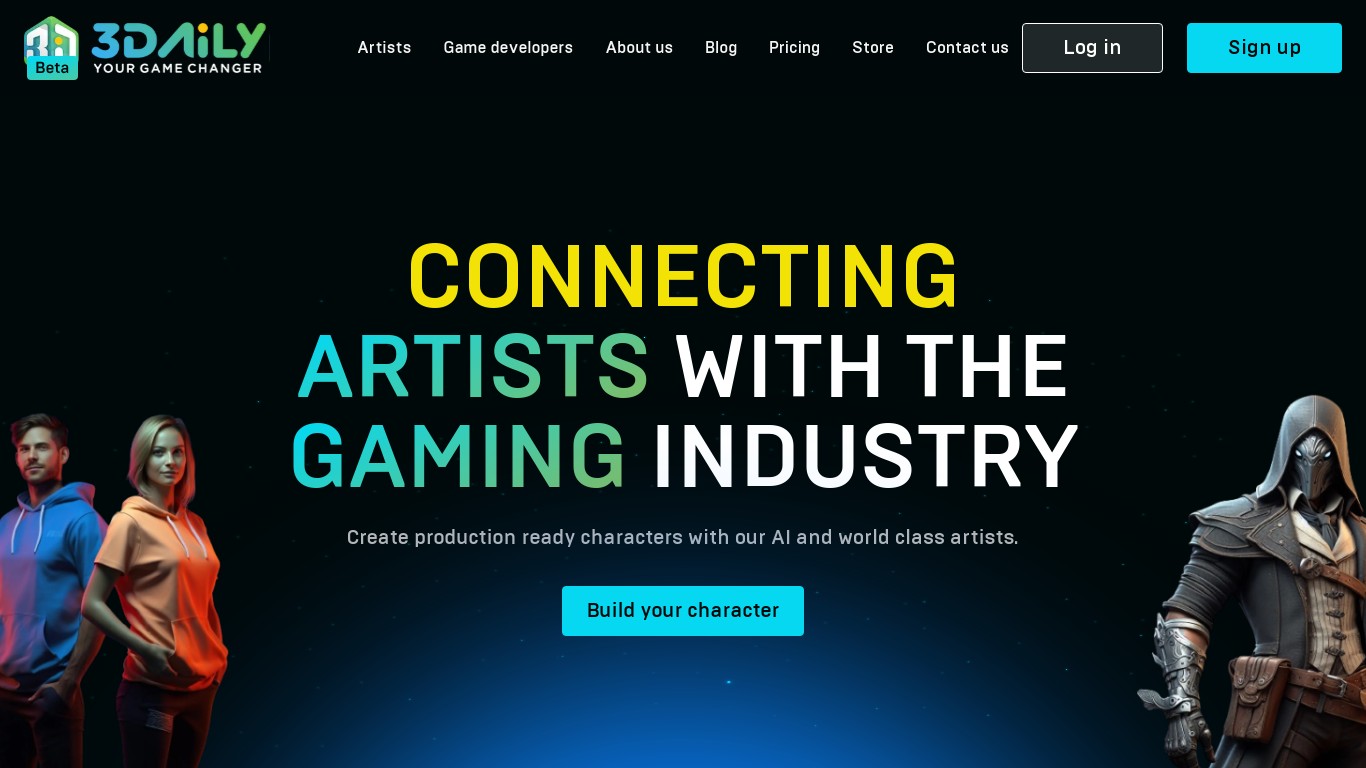 3DAiLY
YOUR GAME CHANGER
Beta
Artists Game developers About us Blog Pricing Store Contact us Log in Sign up
CONNECTING
ARTISTS WITH THE
GAMING INDUSTRY
Create production ready characters with our AI and world class artists.
Build your character